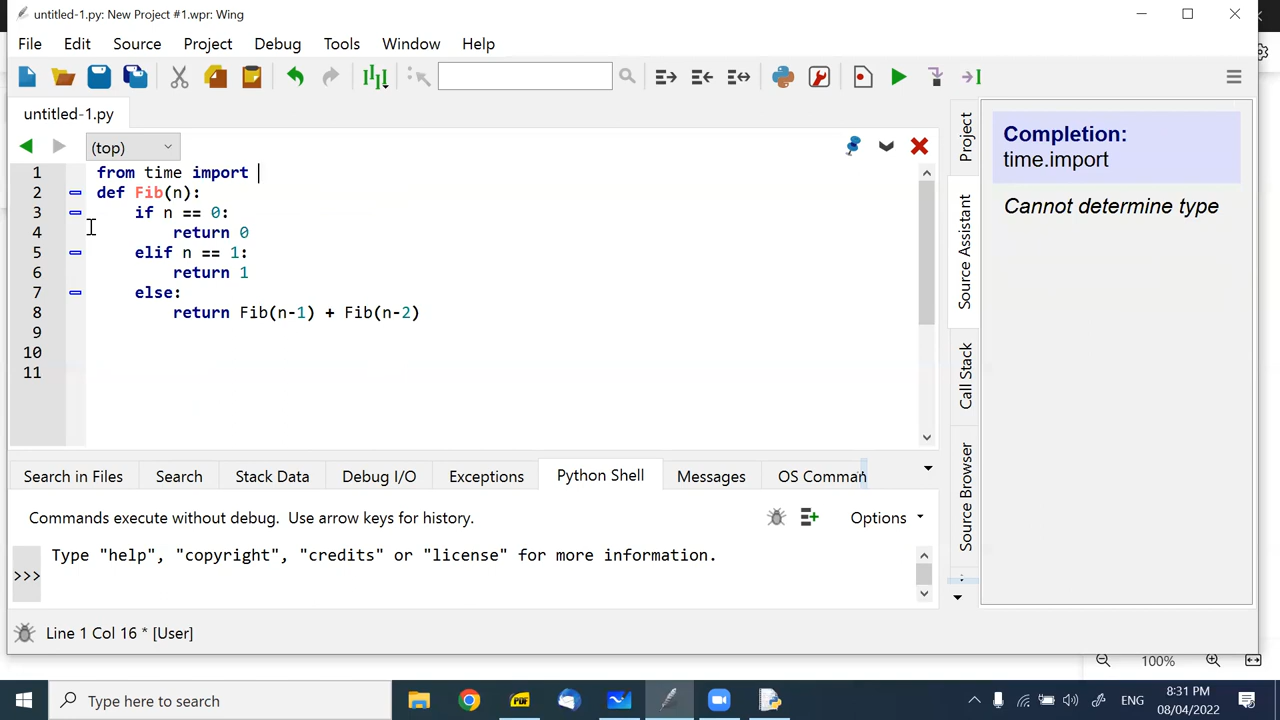 untitled-1.py: New Project #1.wpr: Wing
File Edit Source Project Debug Tools Window Help
untitled-1.py
(top)
1 from time import
2 def Fib(n):
3 if n == 0:
4 return 0
5 elif n == 1:
6 return 1
7 else:
8 return Fib(n-1) + Fib(n-2)
9
10
11
Project
Source Assistant
Call Stack
Source Browser
Completion:
time.import
Cannot determine type
Search in Files Search Stack Data Debug I/O Exceptions Python Shell Messages OS Comman
Commands execute without debug. Use arrow keys for history.
Options
Type "help", "copyright", "credits" or "license" for more information.
>>>
Line 1 Col 16 * [User]
100%
Type here to search
PDF
ENG
8:31 PM
08/04/2022